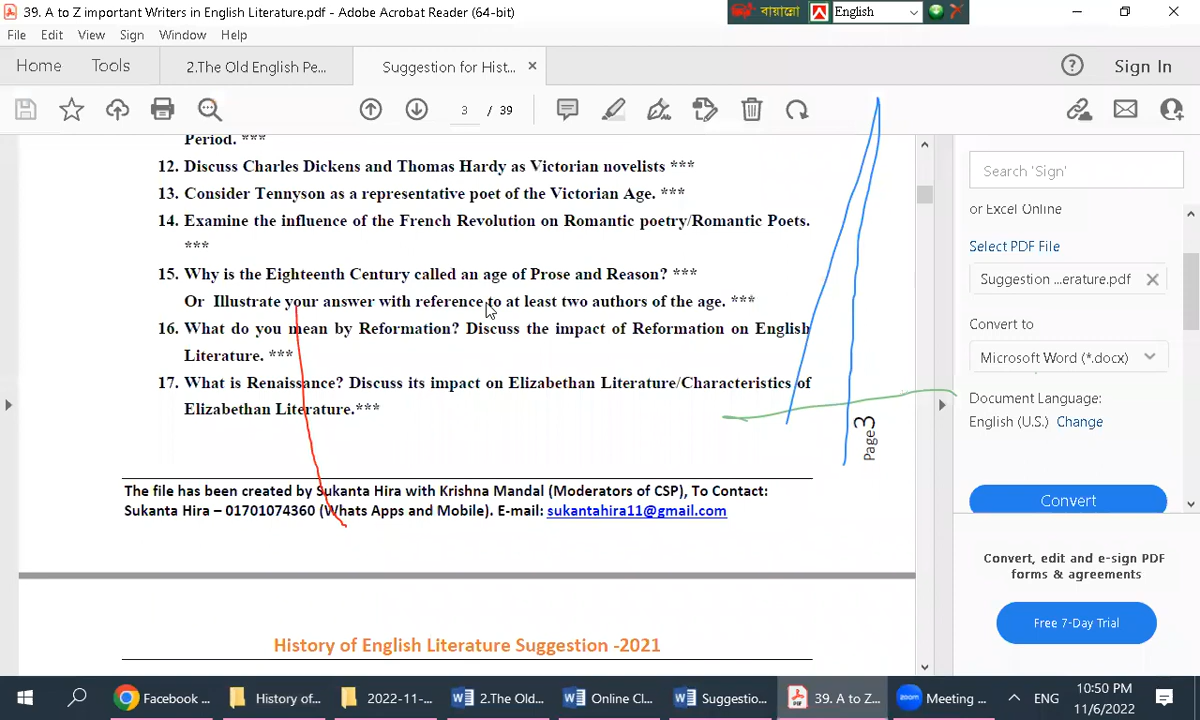 39. A to Z important Writers in English Literature.pdf - Adobe Acrobat Reader (64-bit)
বায়ান্নো
English
File Edit View Sign Window Help
Home Tools 2.The Old English Pe... Suggestion for Hist... Sign In
3 / 39
Period. ***
12. Discuss Charles Dickens and Thomas Hardy as Victorian novelists ***
13. Consider Tennyson as a representative poet of the Victorian Age. ***
14. Examine the influence of the French Revolution on Romantic poetry/Romantic Poets.
***
15. Why is the Eighteenth Century called an age of Prose and Reason? ***
Or Illustrate your answer with reference to at least two authors of the age. ***
16. What do you mean by Reformation? Discuss the impact of Reformation on English
Literature. ***
17. What is Renaissance? Discuss its impact on Elizabethan Literature/Characteristics of
Elizabethan Literature.***
Page3
The file has been created by Sukanta Hira with Krishna Mandal (Moderators of CSP), To Contact:
Sukanta Hira – 01701074360 (Whats Apps and Mobile). E-mail: sukantahira11@gmail.com
History of English Literature Suggestion -2021
Search 'Sign'
or Excel Online
Select PDF File
Suggestion ...erature.pdf
Convert to
Microsoft Word (*.docx)
Document Language:
English (U.S.) Change
Convert
Convert, edit and e-sign PDF
forms & agreements
Free 7-Day Trial
Facebook ... History of... 2022-11-... 2.The Old... Online Cl... Suggestio... 39. A to Z... zoom Meeting ... ENG
10:50 PM
11/6/2022